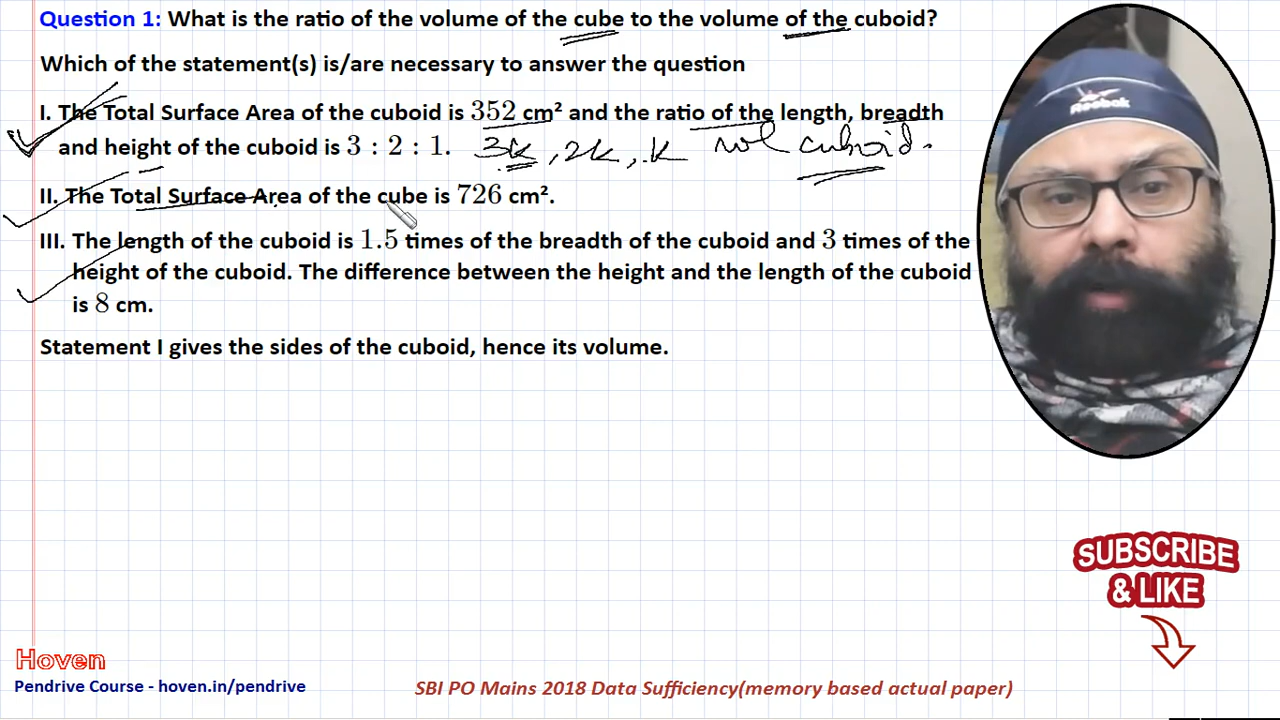 Question 1: What is the ratio of the volume of the cube to the volume of the cuboid?
Which of the statement(s) is/are necessary to answer the question
I. The Total Surface Area of the cuboid is 352 cm² and the ratio of the length, breadth
and height of the cuboid is 3 : 2 : 1. 3k, 2k, k vol cuboid.
II. The Total Surface Area of the cube is 726 cm².
III. The length of the cuboid is 1.5 times of the breadth of the cuboid and 3 times of the
height of the cuboid. The difference between the height and the length of the cuboid
is 8 cm.
Statement I gives the sides of the cuboid, hence its volume.
Reebok
SUBSCRIBE
& LIKE
Hoven
Pendrive Course - hoven.in/pendrive
SBI PO Mains 2018 Data Sufficiency(memory based actual paper)